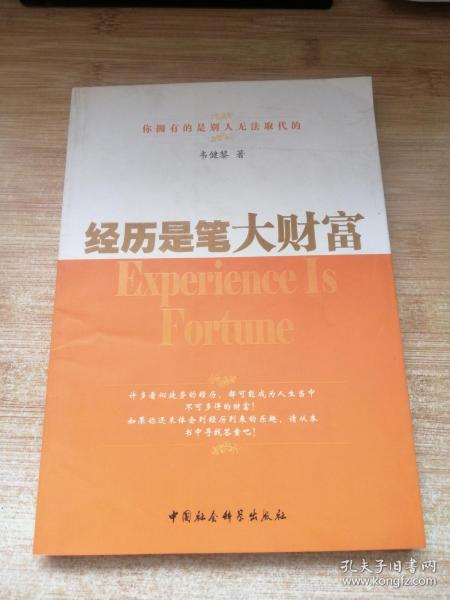 你拥有的是别人无法取代的
韦健黎 著
经历是笔大财富
Experience Is
Fortune
许多看似徒劳的经历，都可能成为人生当中
不可多得的财富！
如果你还未体会到经历到来的乐趣，请从本
书中寻找答案吧！
中国社会科学出版社
孔夫子旧书网
www.kongfz.com